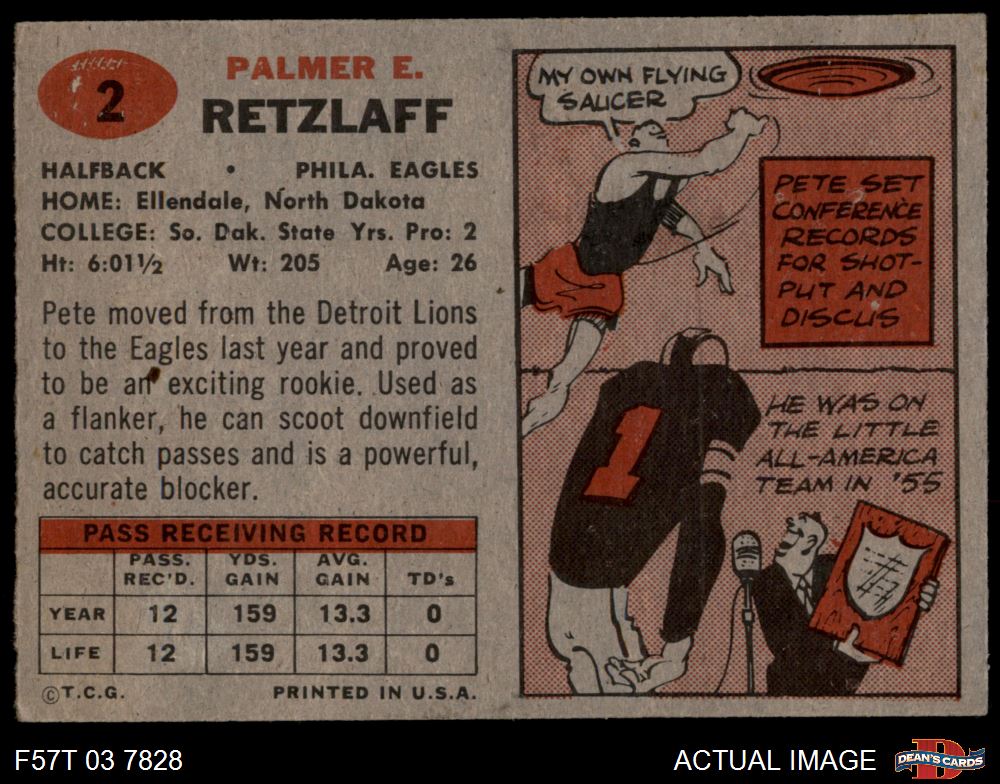 2
PALMER E.
RETZLAFF
HALFBACK • PHILA. EAGLES
HOME: Ellendale, North Dakota
COLLEGE: So. Dak. State Yrs. Pro: 2
Ht: 6:01½ Wt: 205 Age: 26
Pete moved from the Detroit Lions
to the Eagles last year and proved
to be an exciting rookie. Used as
a flanker, he can scoot downfield
to catch passes and is a powerful,
accurate blocker.
PASS RECEIVING RECORD
PASS. REC'D. YDS. GAIN AVG. GAIN TD's
YEAR 12 159 13.3 0
LIFE 12 159 13.3 0
©T.C.G. PRINTED IN U.S.A.
MY OWN FLYING
SAUCER
PETE SET
CONFERENCE
RECORDS
FOR SHOT-
PUT AND
DISCUS
1
HE WAS ON
THE LITTLE
ALL-AMERICA
TEAM IN '55
F57T 03 7828
ACTUAL IMAGE
DEAN'S CARDS